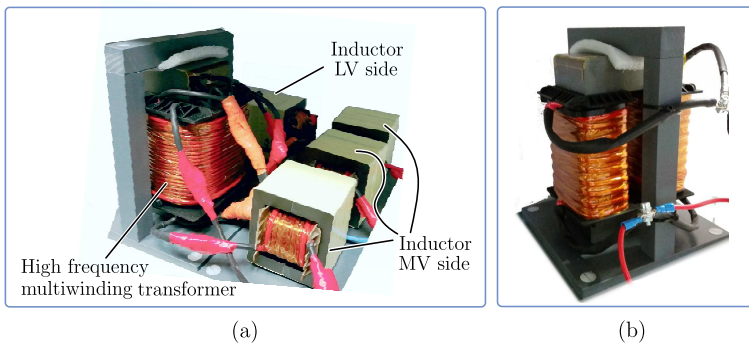 Inductor
LV side
Inductor
MV side
High frequency
multiwinding transformer
(a)
(b)